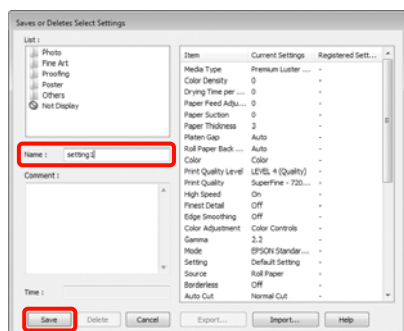 Saves or Deletes Select Settings
List :
Photo
Fine Art
Proofing
Poster
Others
Not Display
Name : setting1
Comment :
Time :
Item Current Settings Registered Sett...
Media Type Premium Luster ... -
Color Density 0 -
Drying Time per ... 0 -
Paper Feed Adju... 0 -
Paper Suction 0 -
Paper Thickness 3 -
Platen Gap Auto -
Roll Paper Back ... Auto -
Color Color -
Print Quality Level LEVEL 4 (Quality) -
Print Quality SuperFine - 720... -
High Speed On -
Finest Detail Off -
Edge Smoothing Off -
Color Adjustment Color Controls -
Gamma 2.2 -
Mode EPSON Standar... -
Setting Default Setting -
Source Roll Paper -
Borderless Off -
Auto Cut Normal Cut -
Save Delete Cancel Export... Import... Help